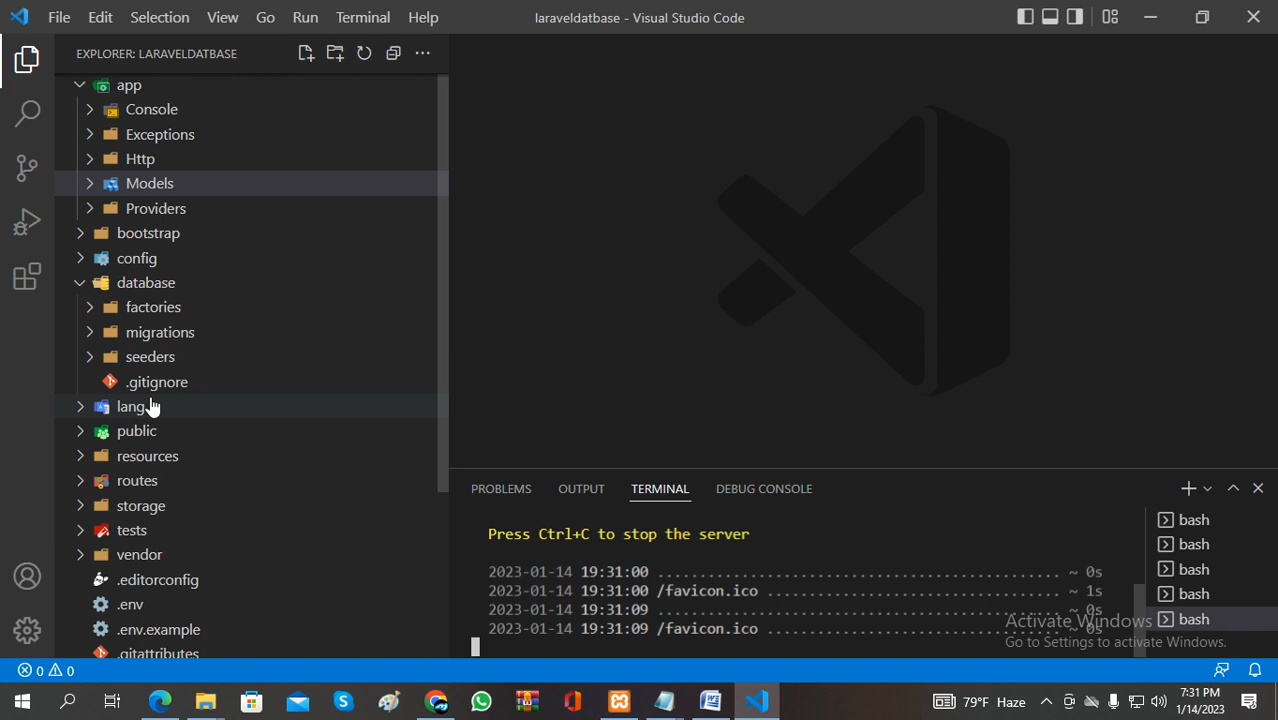 File Edit Selection View Go Run Terminal Help laraveldatbase - Visual Studio Code
EXPLORER: LARAVELDATBASE
app
Console
Exceptions
Http
Models
Providers
bootstrap
config
database
factories
migrations
seeders
.gitignore
lang
public
resources
routes
storage
tests
vendor
.editorconfig
.env
.env.example
.gitattributes
PROBLEMS OUTPUT TERMINAL DEBUG CONSOLE
Press Ctrl+C to stop the server
2023-01-14 19:31:00 ................................................ ~ 0s
2023-01-14 19:31:00 /favicon.ico ................................... ~ 1s
2023-01-14 19:31:09 ................................................ ~ 0s
2023-01-14 19:31:09 /favicon.ico ................................... ~ 0s
bash
bash
bash
bash
bash
Activate Windows
Go to Settings to activate Windows.
0 0
79°F Haze
7:31 PM
1/14/2023